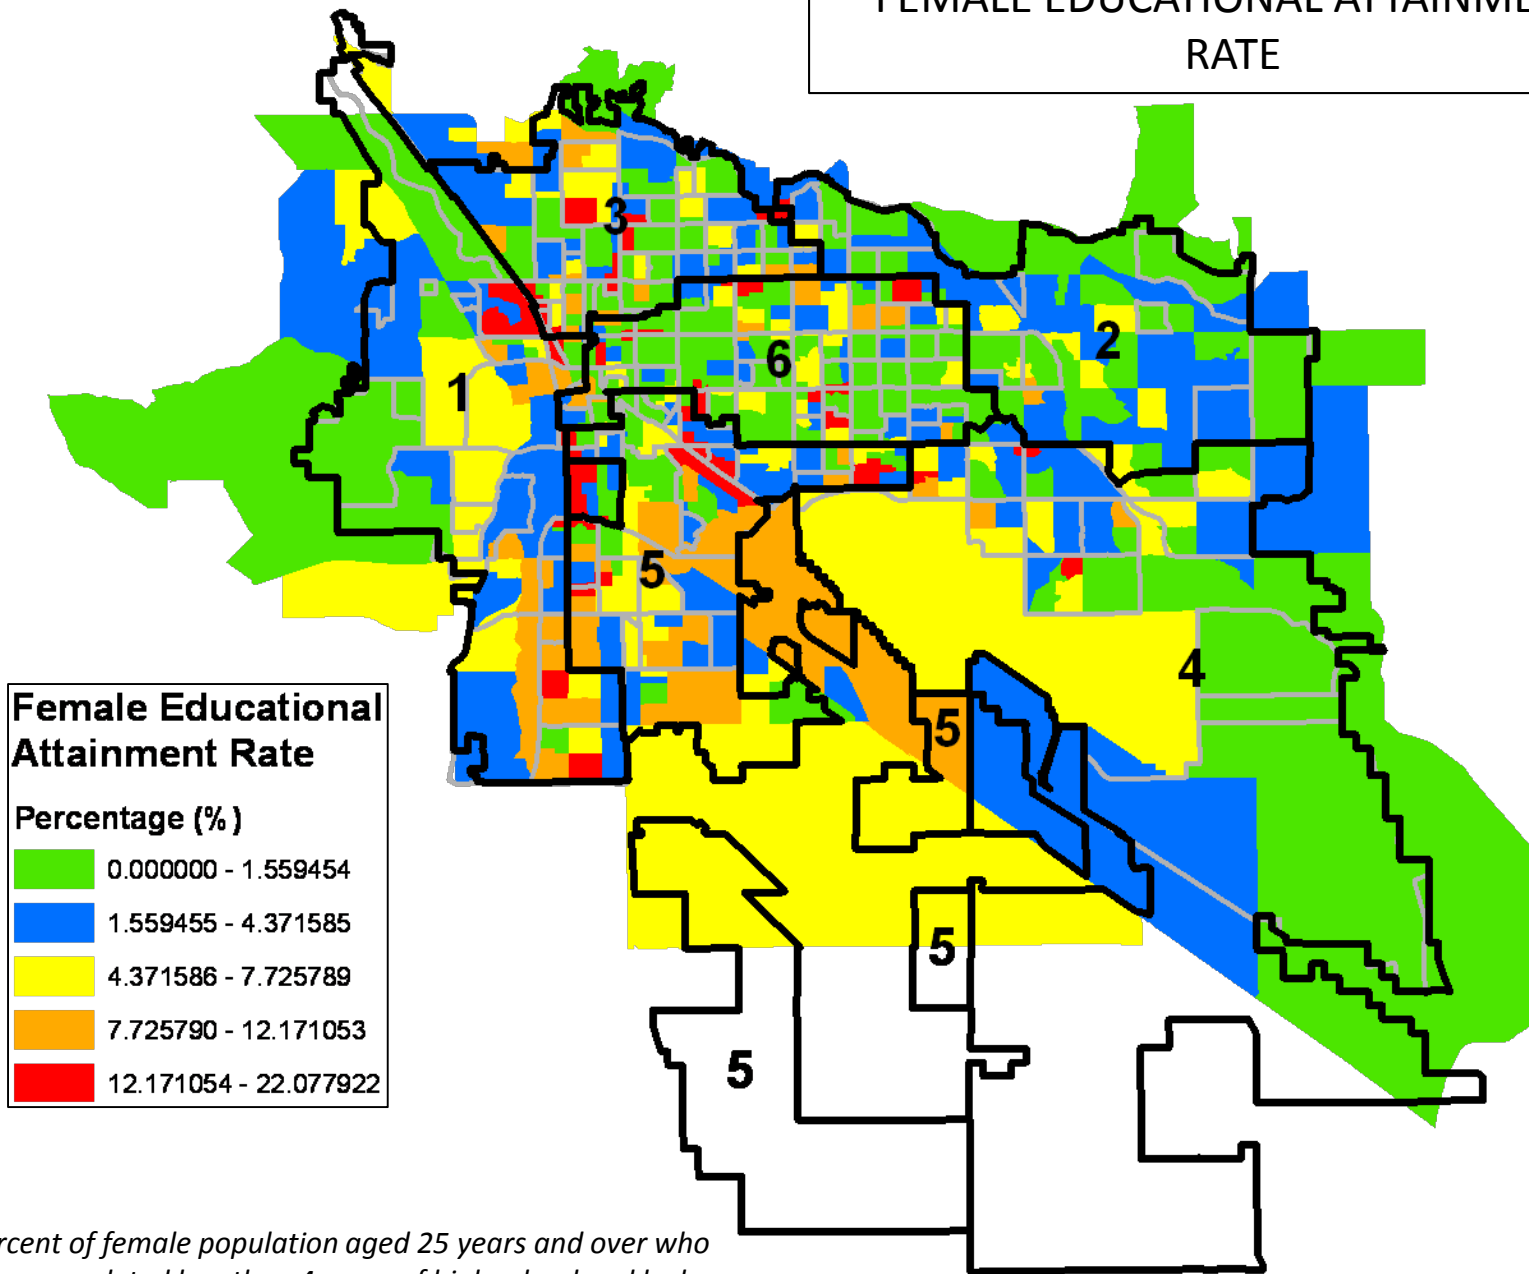 FEMALE EDUCATIONAL
RATE
3
2
6
1
5
4
5
5
5
Female Educational
Attainment Rate
Percentage (%)
0.000000 - 1.559454
1.559455 - 4.371585
4.371586 - 7.725789
7.725790 - 12.171053
12.171054 - 22.077922
of female population aged 25 years and over who